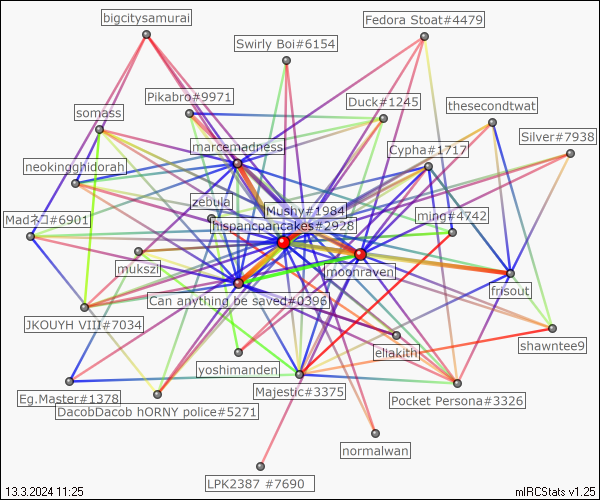 bigcitysamurai
Fedora Stoat#4479
Swirly Boi#6154
Pikabro#9971
Duck#1245
thesecondtwat
somass
Silver#7938
marcemadness
Cypha#1717
neokingghidorah
zebula
Mushy#1984
Madネコ#6901
ming#4742
hispancpancakes#2928
mukszi
moonraven
frisout
Can anything be saved#0396
JKOUYH VIII#7034
eliakith
shawntee9
yoshimanden
Eg.Master#1378
Majestic#3375
Pocket Persona#3326
DacobDacob hORNY police#5271
normalwan
LPK2387 #7690
13.3.2024 11:25
mIRCStats v1.25